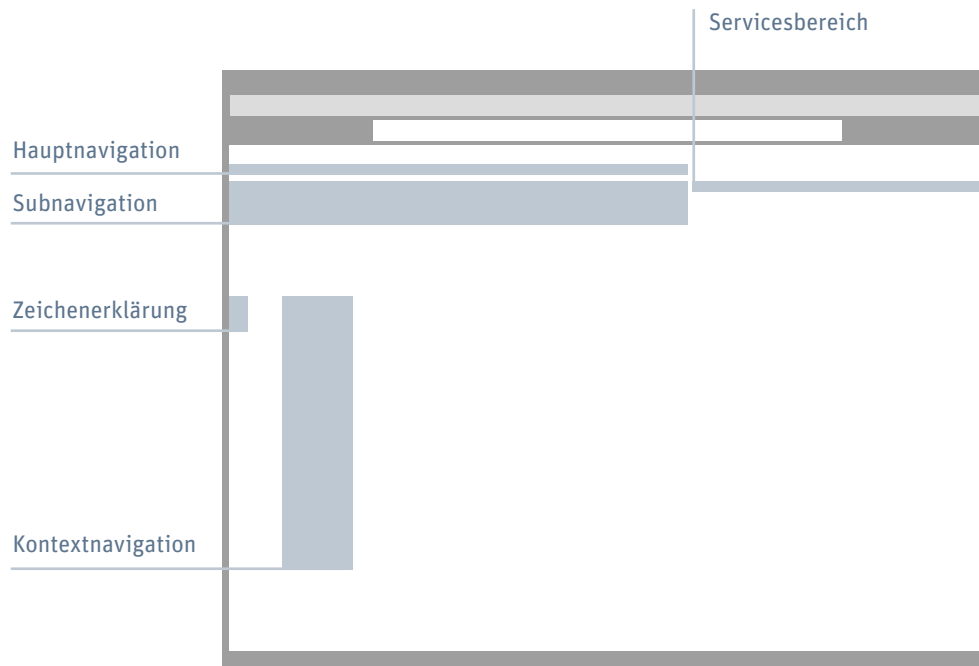 Servicesbereich
Hauptnavigation
Subnavigation
Zeichenerklärung
Kontextnavigation